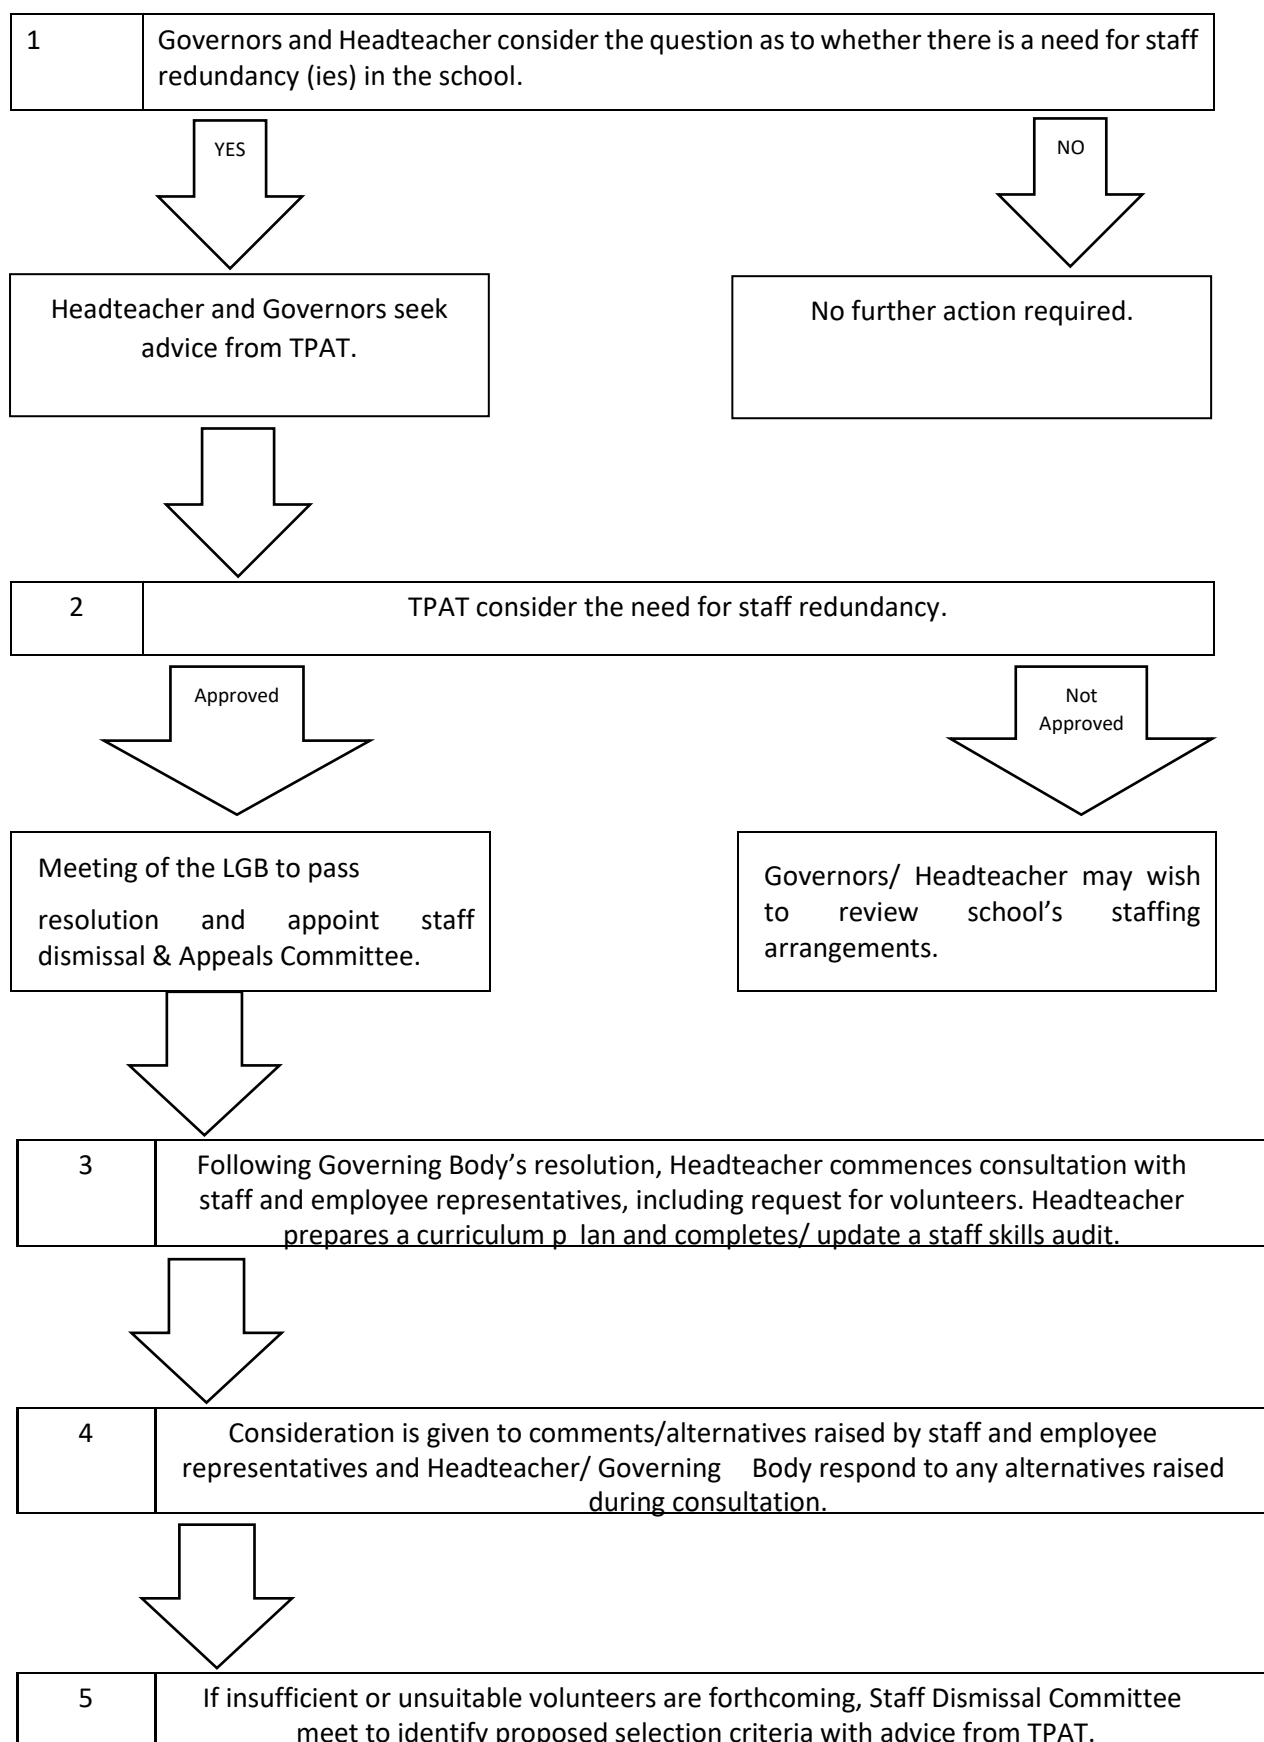 1
Governors and Headteacher consider the question as to whether there is a need for staff
redundancy (ies) in the school.
YES
NO
Headteacher and Governors seek
advice from TPAT.
No further action required.
2
TPAT consider the need for staff redundancy.
Approved
Not
Approved
Meeting of the LGB to pass
resolution and appoint staff
dismissal & Appeals Committee.
Governors/ Headteacher may wish
to review school’s staffing
arrangements.
3
Following Governing Body’s resolution, Headteacher commences consultation with
staff and employee representatives, including request for volunteers. Headteacher
prepares a curriculum p lan and completes/ update a staff skills audit.
4
Consideration is given to comments/alternatives raised by staff and employee
representatives and Headteacher/ Governing Body respond to any alternatives raised
during consultation.
5
If insufficient or unsuitable volunteers are forthcoming, Staff Dismissal Committee
meet to identify proposed selection criteria with advice from TPAT.